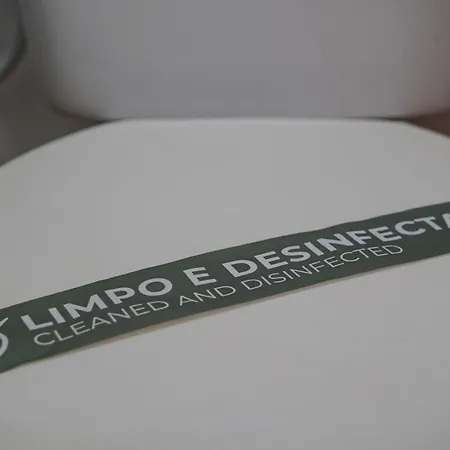 LIMPO E DESINFECTA
CLEANED AND DISINFECTED